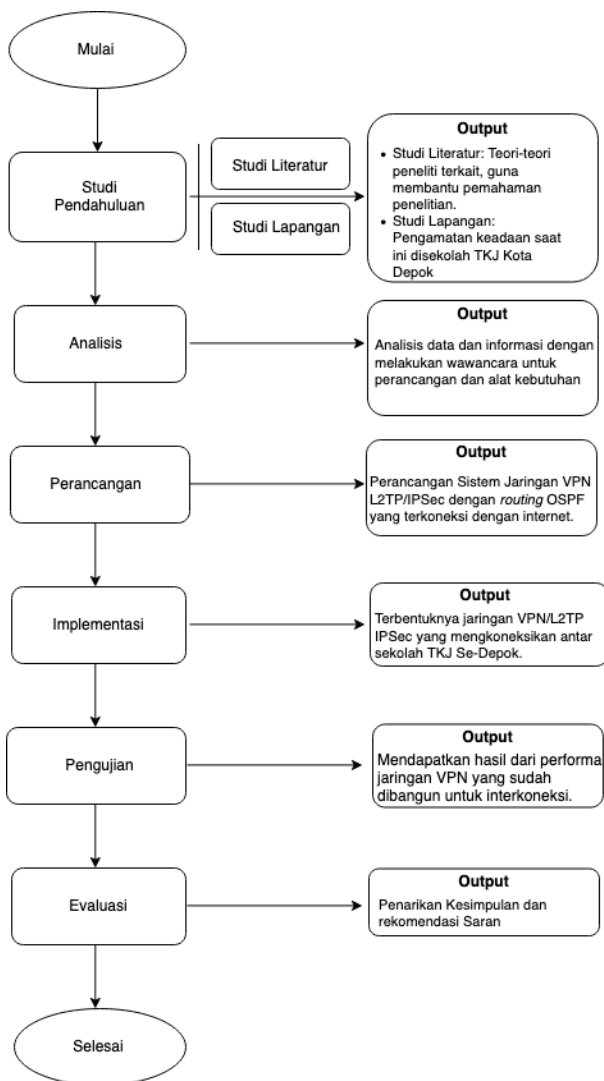 Mulai
Studi
Pendahuluan
Studi Literatur
Studi Lapangan
Output
• Studi Literatur: Teori-teori
peneliti terkait, guna
membantu pemahaman
penelitian.
• Studi Lapangan:
Pengamatan keadaan saat
ini disekolah TKJ Kota
Depok
Analisis
Output
Analisis data dan informasi dengan
melakukan wawancara untuk
perancangan dan alat kebutuhan
Perancangan
Output
Perancangan Sistem Jaringan VPN
L2TP/IPSec dengan routing OSPF
yang terkoneksi dengan internet.
Implementasi
Output
Terbentuknya jaringan VPN/L2TP
IPSec yang mengkoneksikan antar
sekolah TKJ Se-Depok.
Pengujian
Output
Mendapatkan hasil dari performa
jaringan VPN yang sudah
dibangun untuk interkoneksi.
Evaluasi
Output
Penarikan Kesimpulan dan
rekomendasi Saran
Selesai